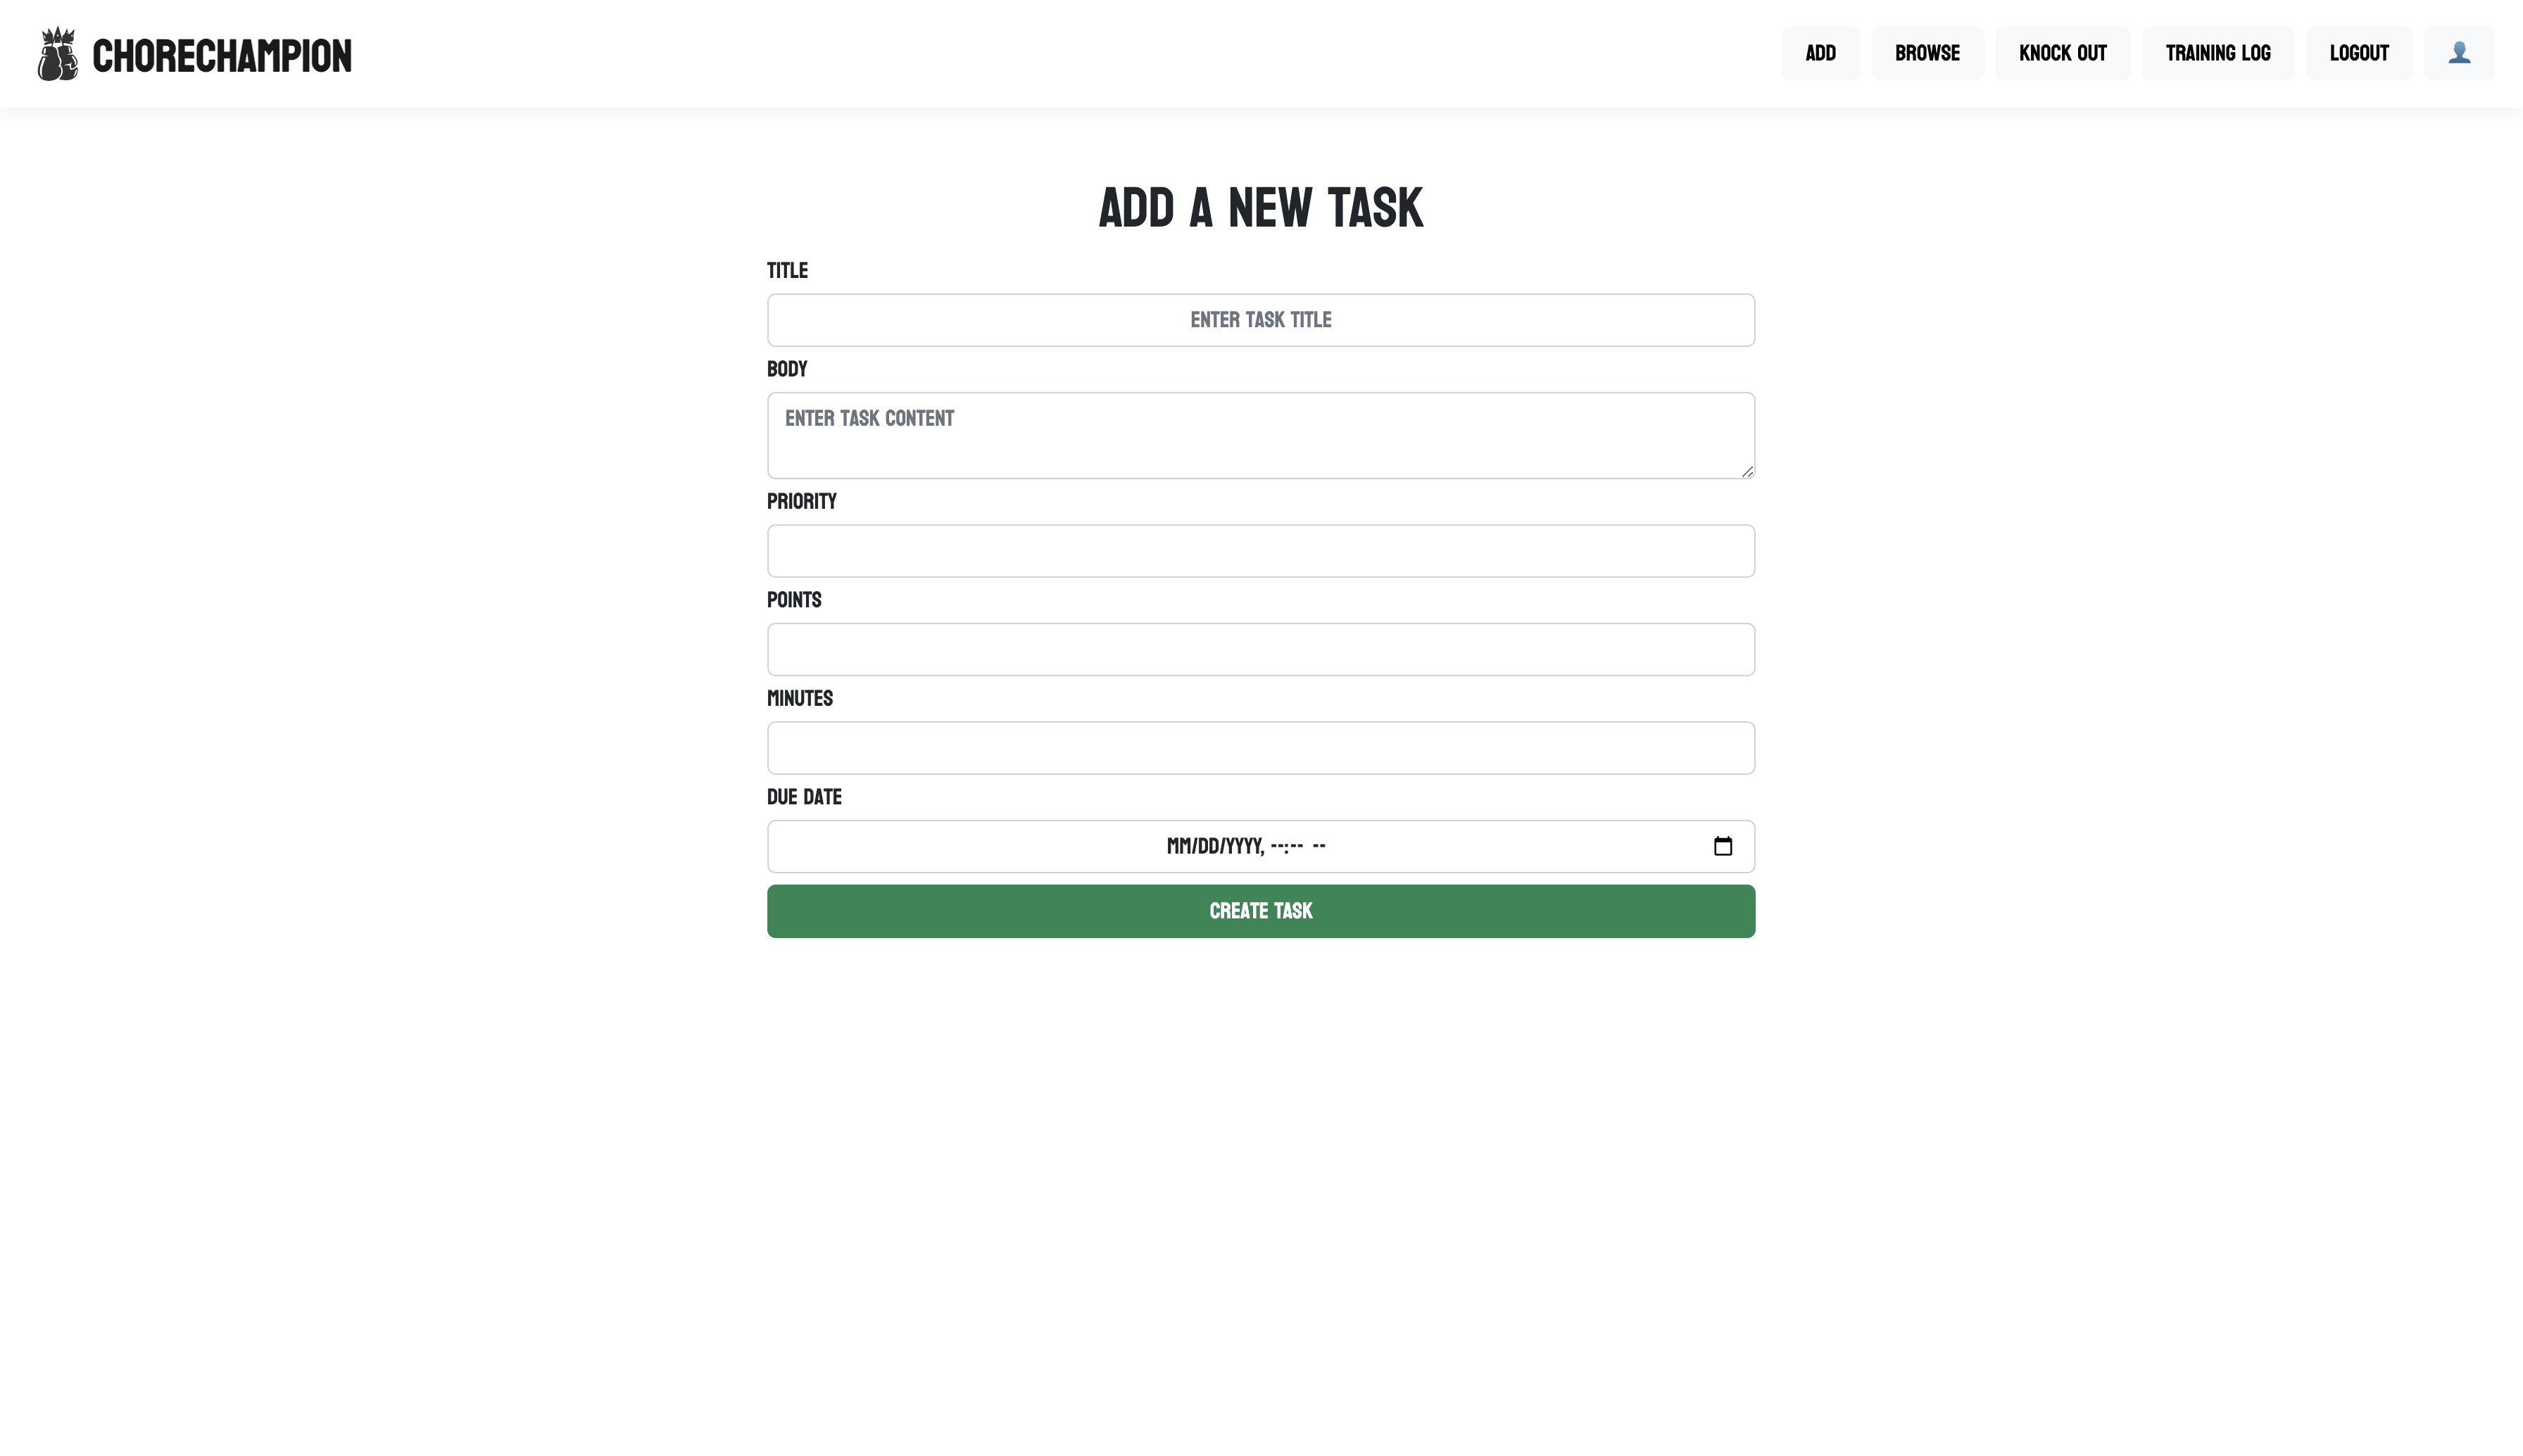 CHORECHAMPION
ADD BROWSE KNOCK OUT TRAINING LOG LOGOUT
ADD A NEW TASK
TITLE
ENTER TASK TITLE
BODY
ENTER TASK CONTENT
PRIORITY
POINTS
MINUTES
DUE DATE
MM/DD/YYYY, --:-- --
CREATE TASK